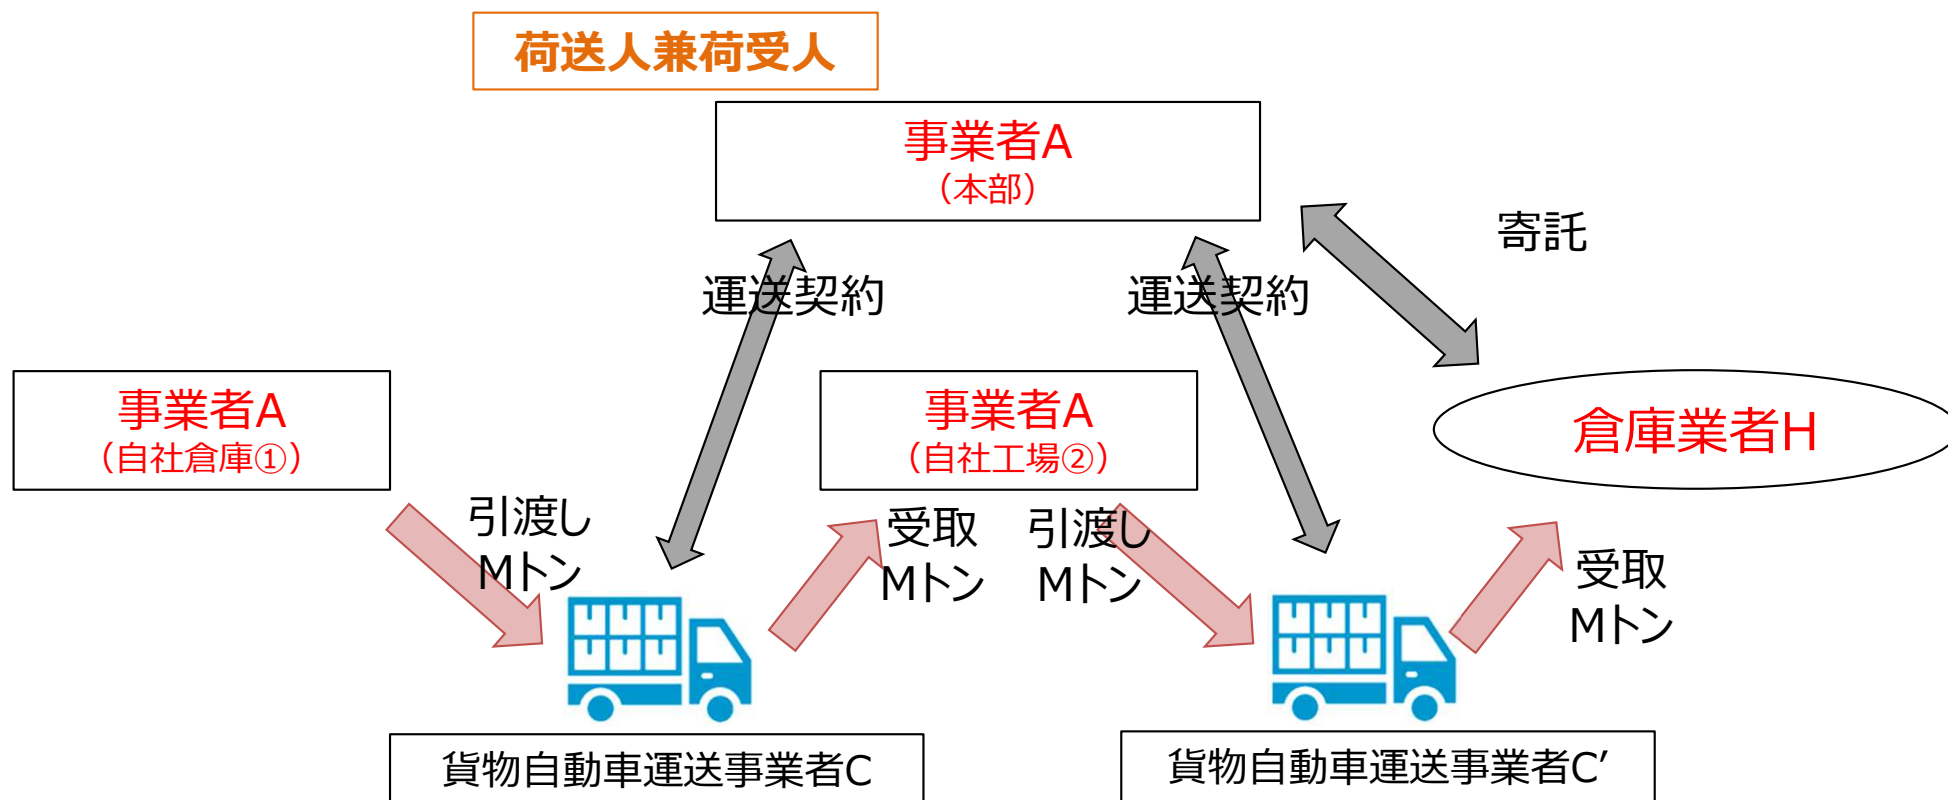 荷送人兼荷受人
事業者A
（本部）
寄託
運送契約
運送契約
事業者A
（自社倉庫①）
事業者A
（自社工場②）
倉庫業者H
引渡し
Mトン
受取
Mトン
引渡し
Mトン
受取
Mトン
貨物自動車運送事業者C
貨物自動車運送事業者C′